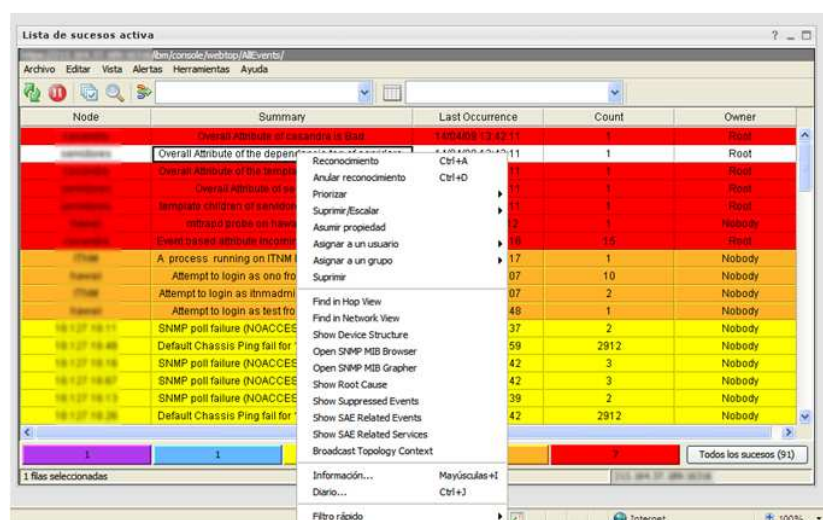 Lista de sucesos activa
/ibm/console/webtop/AllEvents/
Archivo Editar Vista Alertas Herramientas Ayuda
Node Summary Last Occurrence Count Owner
Overall Attribute of casandra is Bad 14/04/09 13:42:11 1 Root
Overall Attribute of the dependencie 1 Root
Overall Attribute of the templa 11 1 Root
Overall Attribute of se 11 1 Root
template children of servidor 11 1 Root
mttrapd probe on hawa 1 Nobody
Event based attribute incomin 16 15 Root
A process running on ITNM 17 1 Nobody
Attempt to login as ono fro 07 10 Nobody
Attempt to login as itnmadmi 07 2 Nobody
Attempt to login as test fro 48 1 Nobody
SNMP poll failure (NOACCES 37 2 Nobody
Default Chassis Ping fail for ' 59 2912 Nobody
SNMP poll failure (NOACCES 42 3 Nobody
SNMP poll failure (NOACCES 42 3 Nobody
SNMP poll failure (NOACCES 39 2 Nobody
Default Chassis Ping fail for ' 42 2912 Nobody
Reconocimiento Ctrl+A
Anular reconocimiento Ctrl+D
Priorizar
Suprimir/Escalar
Asumir propiedad
Asignar a un usuario
Asignar a un grupo
Suprimir
Find in Hop View
Find in Network View
Show Device Structure
Open SNMP MIB Browser
Open SNMP MIB Grapher
Show Root Cause
Show Suppressed Events
Show SAE Related Events
Show SAE Related Services
Broadcast Topology Context
Información... Mayúsculas+I
Diario... Ctrl+J
Filtro rápido
1 1 7 Todos los sucesos (91)
1 filas seleccionadas
Internet 100%